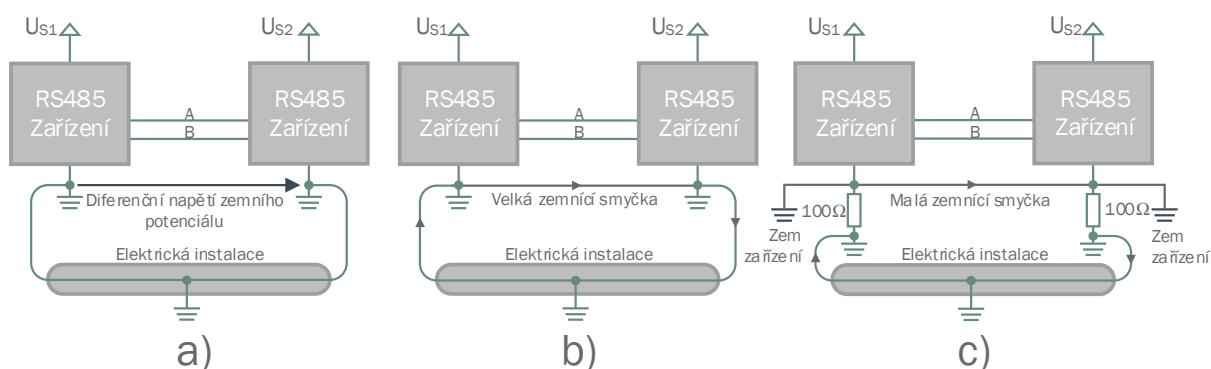 US1
US2
RS485
Zařízení
A
B
RS485
Zařízení
Diferenční napětí zemního
potenciálu
Elektrická instalace
a)
US1
US2
RS485
Zařízení
A
B
RS485
Zařízení
Velká zemnící smyčka
Elektrická instalace
b)
US1
US2
RS485
Zařízení
A
B
RS485
Zařízení
100Ω
Malá zemnící smyčka
100Ω
Zem
zařízení
Elektrická instalace
Zem
zařízení
c)